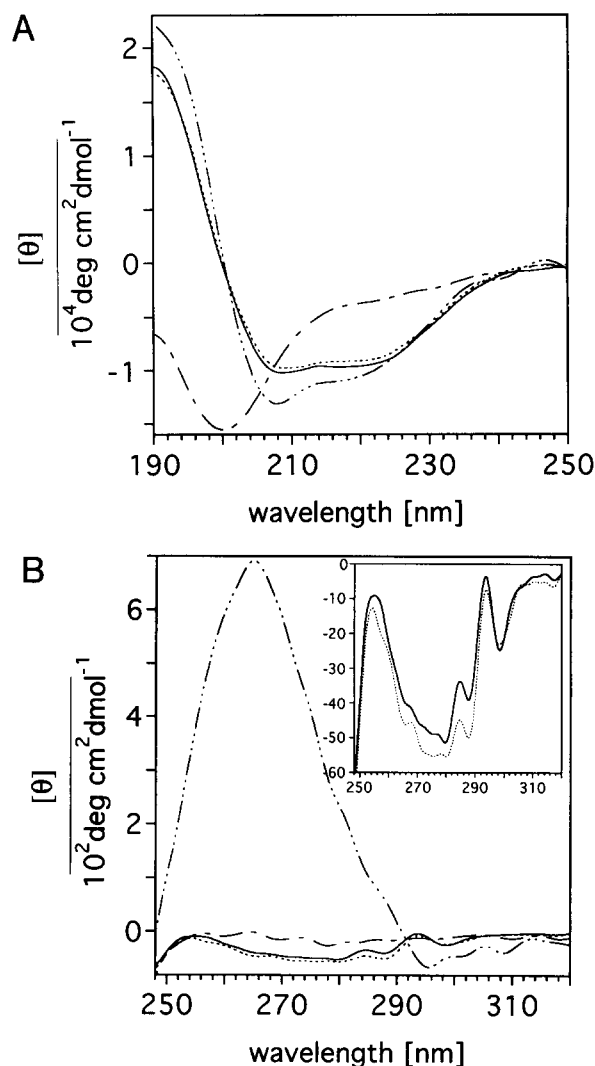 A
2
1
0
-1
[θ]
10⁴deg cm²dmol⁻¹
190 210 230 250
wavelength [nm]
B
6
4
2
0
[θ]
10²deg cm²dmol⁻¹
0
-10
-20
-30
-40
-50
-60
250 270 290 310
250 270 290 310
wavelength [nm]